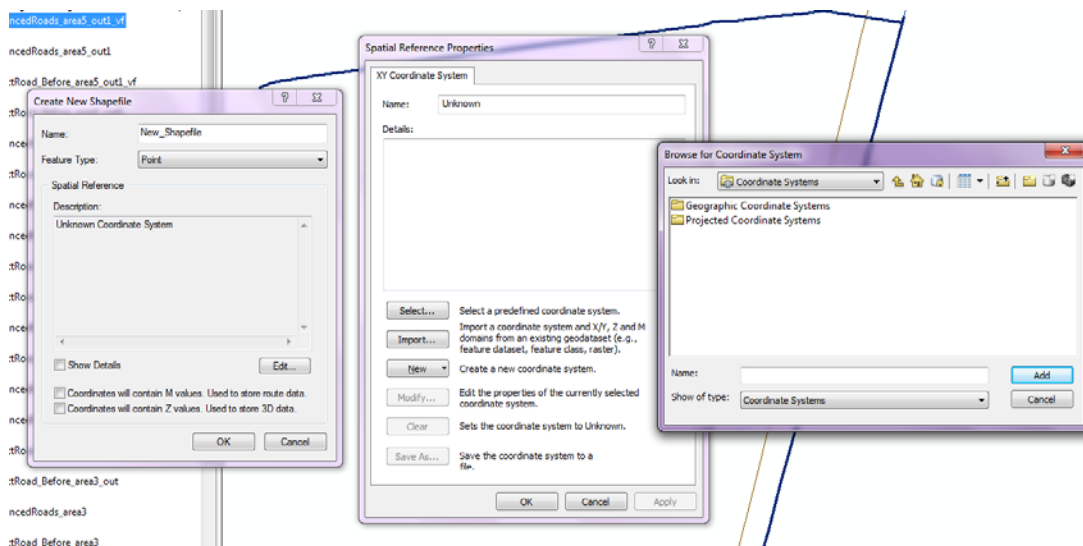 ncedRoads_area5_out1_vf
ncedRoads_area5_out1
:tRoad_Before_area5_out1_vf
Create New Shapefile
Name:
New_Shapefile
Feature Type:
Point
Spatial Reference
Description:
Unknown Coordinate System
Show Details
Edit...
Coordinates will contain M values. Used to store route data.
Coordinates will contain Z values. Used to store 3D data.
OK
Cancel
:tRoad_Before_area3_out
ncedRoads_area3
:tRoad_Before_area3
Spatial Reference Properties
XY Coordinate System
Name:
Unknown
Details:
Select...
Select a predefined coordinate system.
Import...
Import a coordinate system and X/Y, Z and M
domains from an existing geodataset (e.g.,
feature dataset, feature class, raster).
New
Create a new coordinate system.
Modify...
Edit the properties of the currently selected
coordinate system.
Clear
Sets the coordinate system to Unknown.
Save As...
Save the coordinate system to a
file.
OK
Cancel
Apply
Browse for Coordinate System
Look in:
Coordinate Systems
Geographic Coordinate Systems
Projected Coordinate Systems
Name:
Add
Show of type:
Coordinate Systems
Cancel